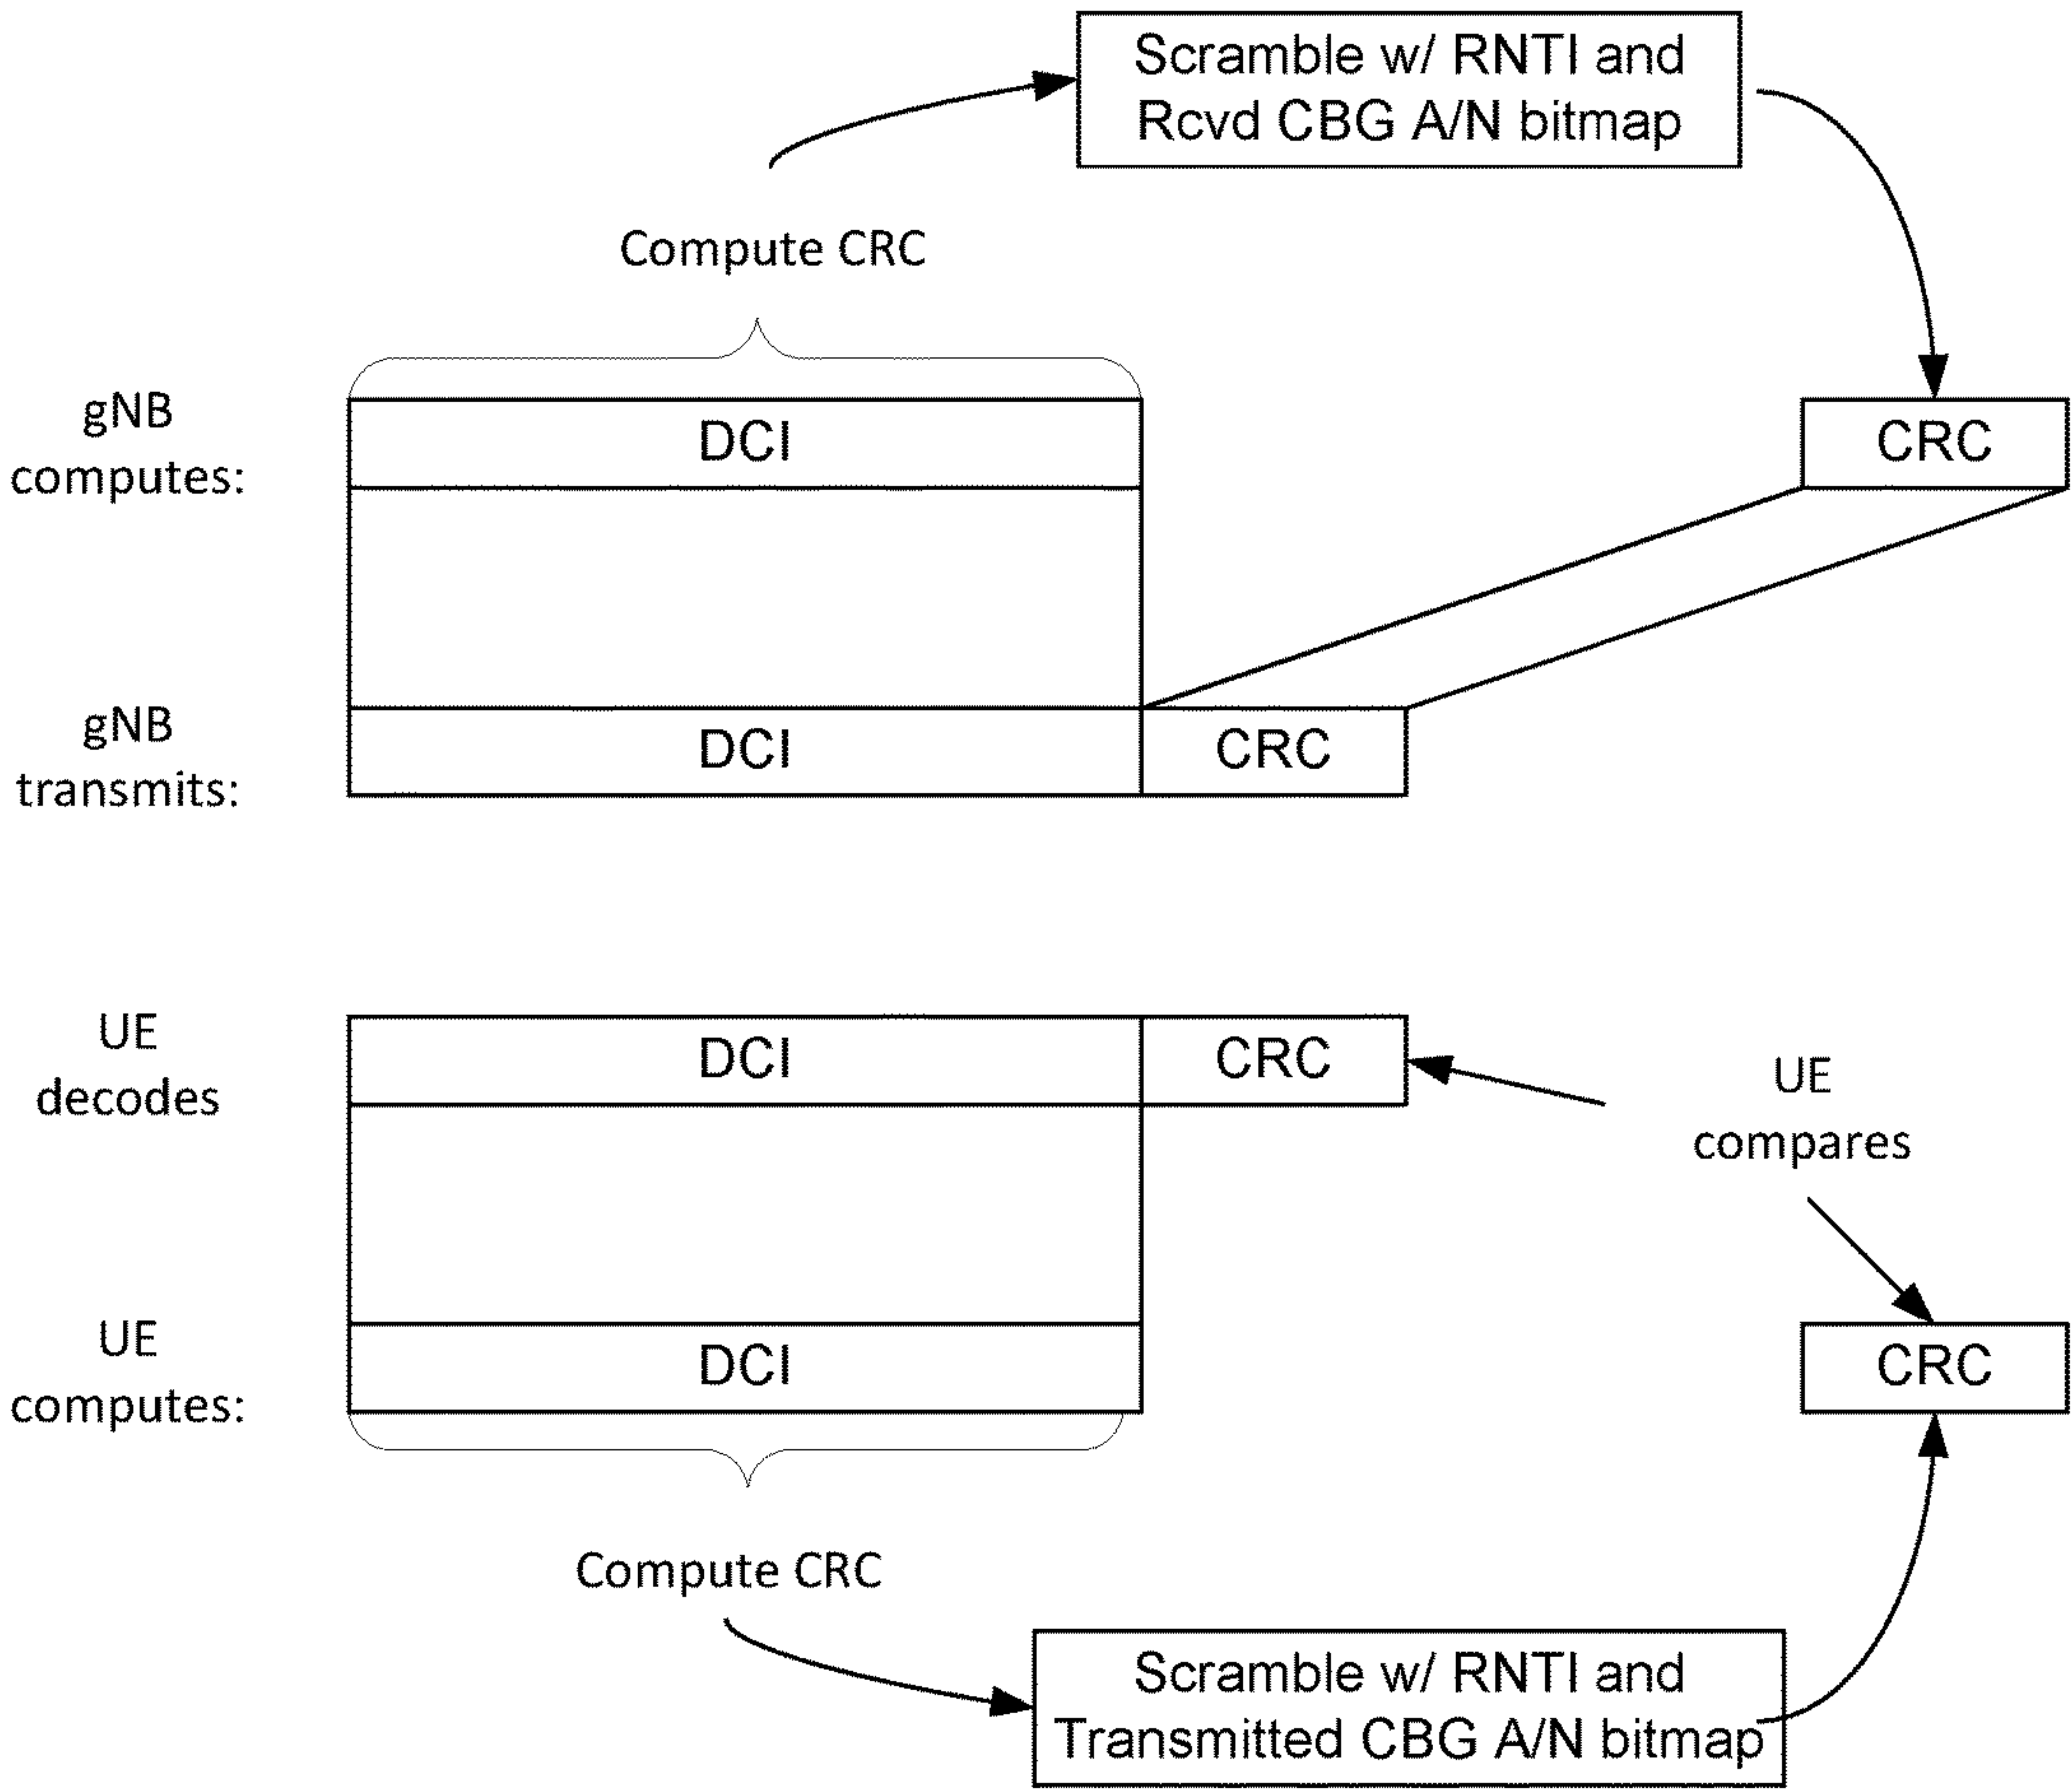 Scramble w/ RNTI and
Rcvd CBG A/N bitmap
Compute CRC
gNB
computes:
DCI
CRC
gNB
transmits:
DCI
CRC
UE
decodes
DCI
CRC
UE
compares
UE
computes:
DCI
CRC
Compute CRC
Scramble w/ RNTI and
Transmitted CBG A/N bitmap